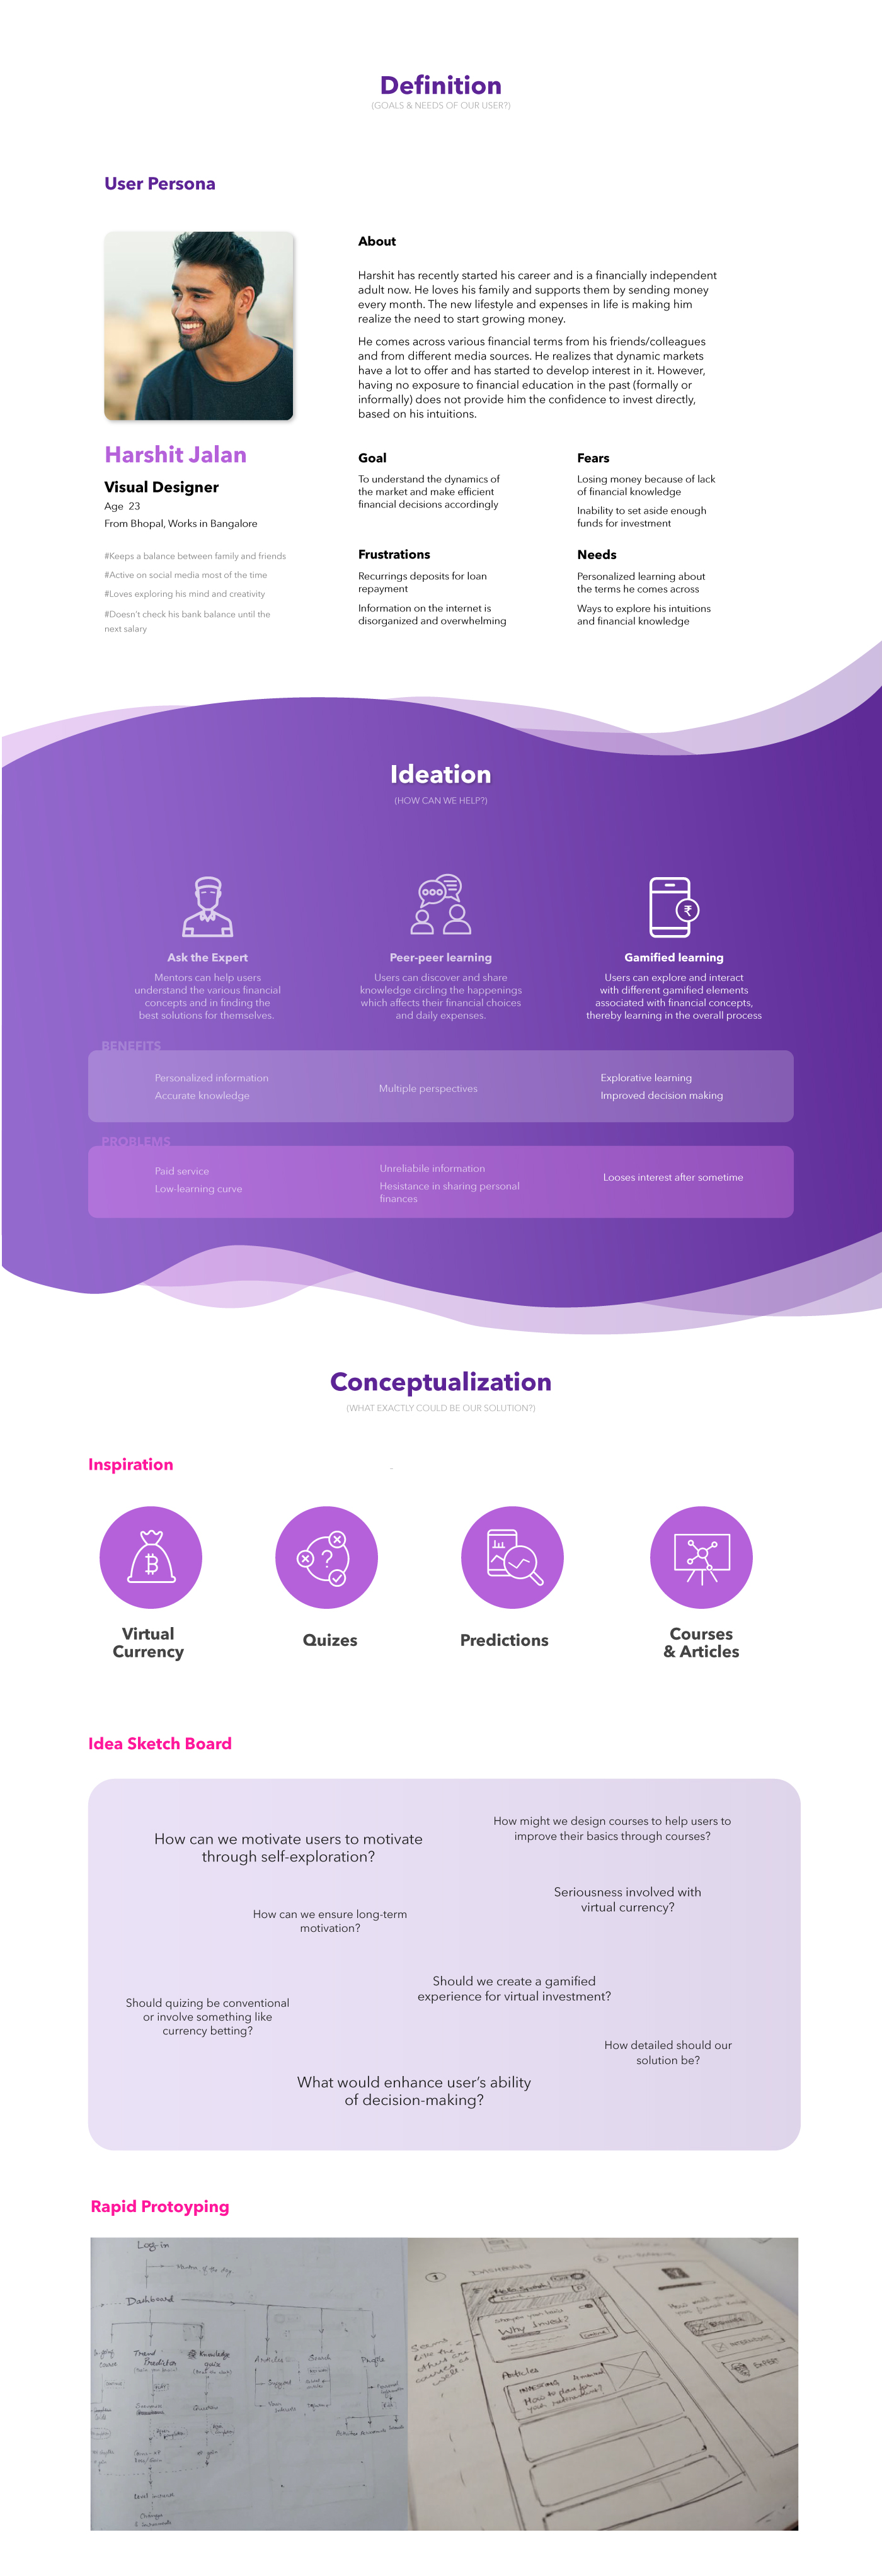 Definition
(GOALS & NEEDS OF OUR USER?)
User Persona
About
Harshit has recently started his career and is a financially independent
adult now. He loves his family and supports them by sending money
every month. The new lifestyle and expenses in life is making him
realize the need to start growing money.
He comes across various financial terms from his friends/colleagues
and from different media sources. He realizes that dynamic markets
have a lot to offer and has started to develop interest in it. However,
having no exposure to financial education in the past (formally or
informally) does not provide him the confidence to invest directly,
based on his intuitions.
Harshit Jalan
Visual Designer
Age 23
From Bhopal, Works in Bangalore
#Keeps a balance between family and friends
#Active on social media most of the time
#Loves exploring his mind and creativity
#Doesn't check his bank balance until the
next salary
Goal
To understand the dynamics of
the market and make efficient
financial decisions accordingly
Fears
Losing money because of lack
of financial knowledge
Inability to set aside enough
funds for investment
Frustrations
Recurrings deposits for loan
repayment
Information on the internet is
disorganized and overwhelming
Needs
Personalized learning about
the terms he comes across
Ways to explore his intuitions
and financial knowledge
Ideation
(HOW CAN WE HELP?)
Ask the Expert
Mentors can help users
understand the various financial
concepts and in finding the
best solutions for themselves.
Peer-peer learning
Users can discover and share
knowledge circling the happenings
which affects their financial choices
and daily expenses.
Gamified learning
Users can explore and interact
with different gamified elements
associated with financial concepts,
thereby learning in the overall process
BENEFITS
Personalized information
Accurate knowledge
Multiple perspectives
Explorative learning
Improved decision making
PROBLEMS
Paid service
Low-learning curve
Unreliabile information
Hesistance in sharing personal
finances
Looses interest after sometime
Conceptualization
(WHAT EXACTLY COULD BE OUR SOLUTION?)
Inspiration
Virtual
Currency
Quizes
Predictions
Courses
& Articles
Idea Sketch Board
How can we motivate users to motivate
through self-exploration?
How might we design courses to help users to
improve their basics through courses?
Seriousness involved with
virtual currency?
How can we ensure long-term
motivation?
Should we create a gamified
experience for virtual investment?
Should quizing be conventional
or involve something like
currency betting?
How detailed should our
solution be?
What would enhance user's ability
of decision-making?
Rapid Protoyping
Log-in
Dashboard
Trend
Predictor
Knowledge
quiz
Articles
Search
Profile
Level increase
DASHBOARD
Why Invest?
Articles
How to plan for
your retirement?